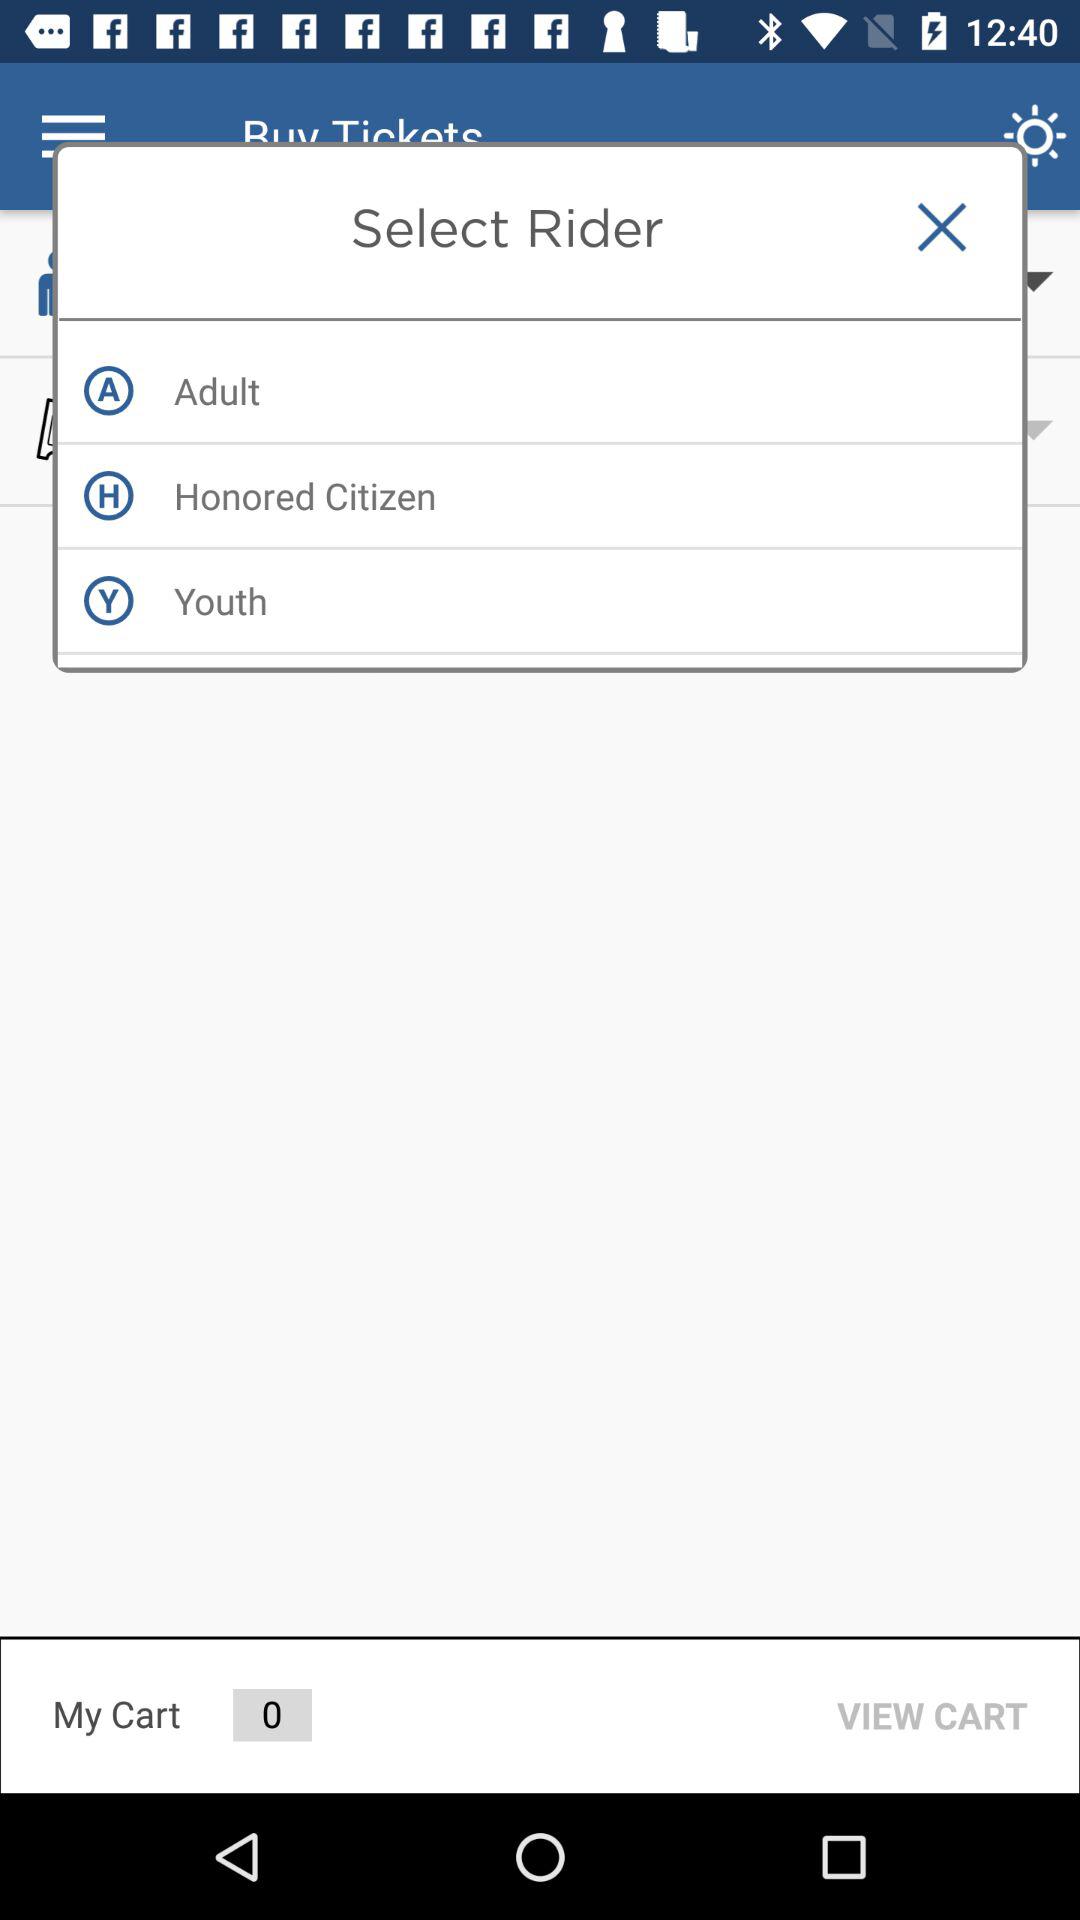 12:40
Buy Tickets
Select Rider
A Adult
H Honored Citizen
Y Youth
My Cart 0 VIEW CART